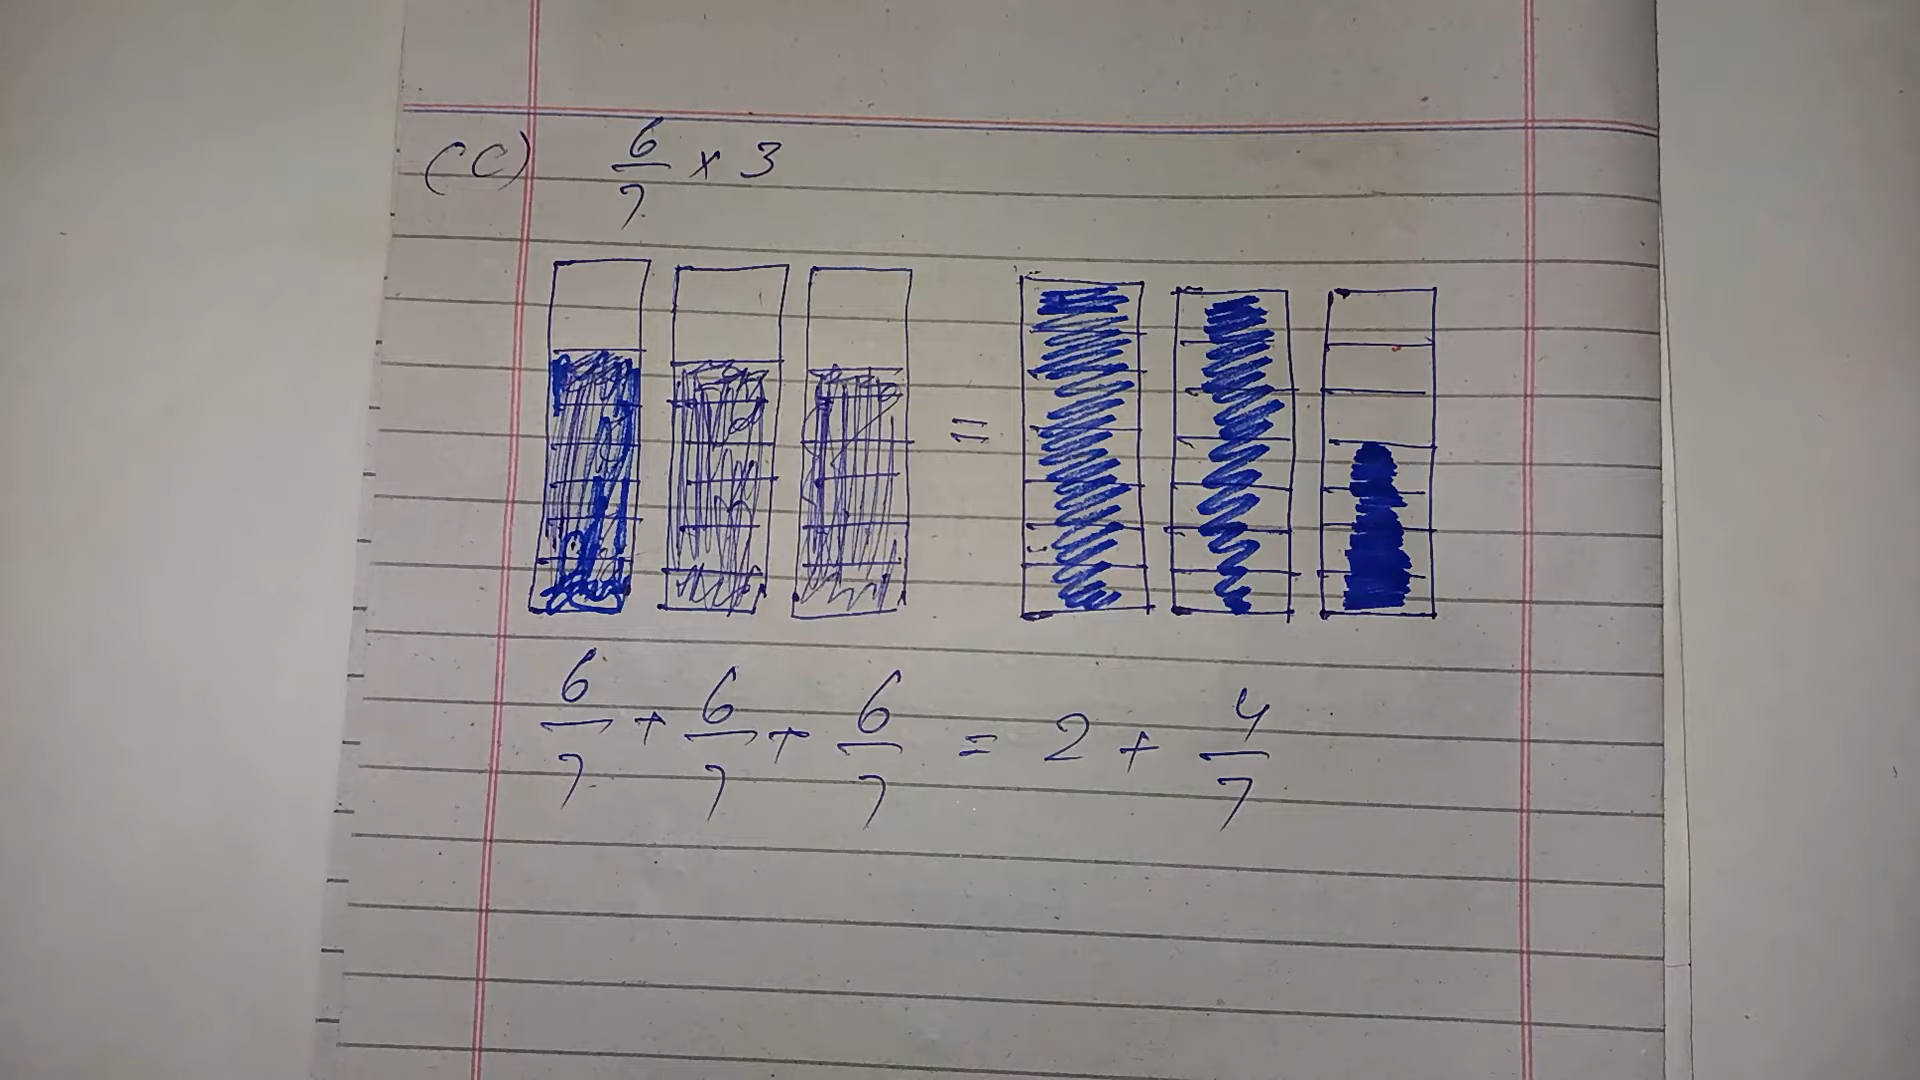 (C) 6/7 x 3
=
6/7 + 6/7 + 6/7 = 2 + 4/7